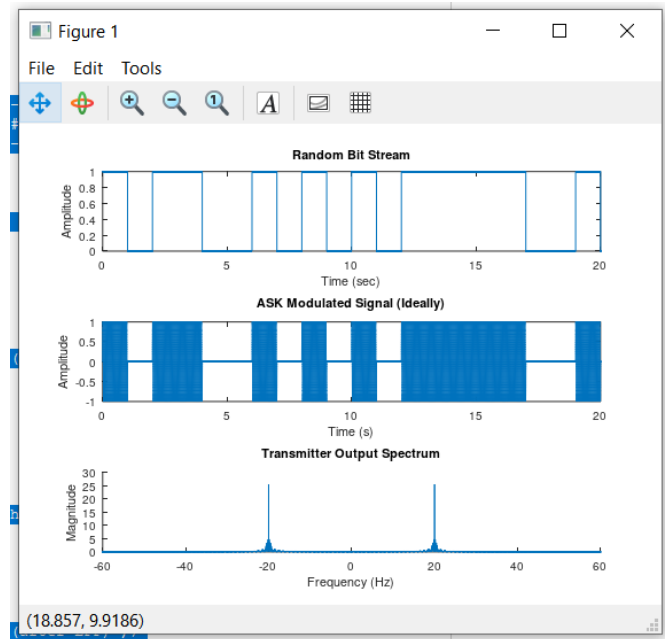 Figure 1
File Edit Tools
Random Bit Stream
Amplitude
1
0.8
0.6
0.4
0.2
0
0 5 10 15 20
Time (sec)
ASK Modulated Signal (Ideally)
Amplitude
1
0.5
0
-0.5
-1
0 5 10 15 20
Time (s)
Transmitter Output Spectrum
Magnitude
30
25
20
15
10
5
0
-60 -40 -20 0 20 40 60
Frequency (Hz)
(18.857, 9.9186)